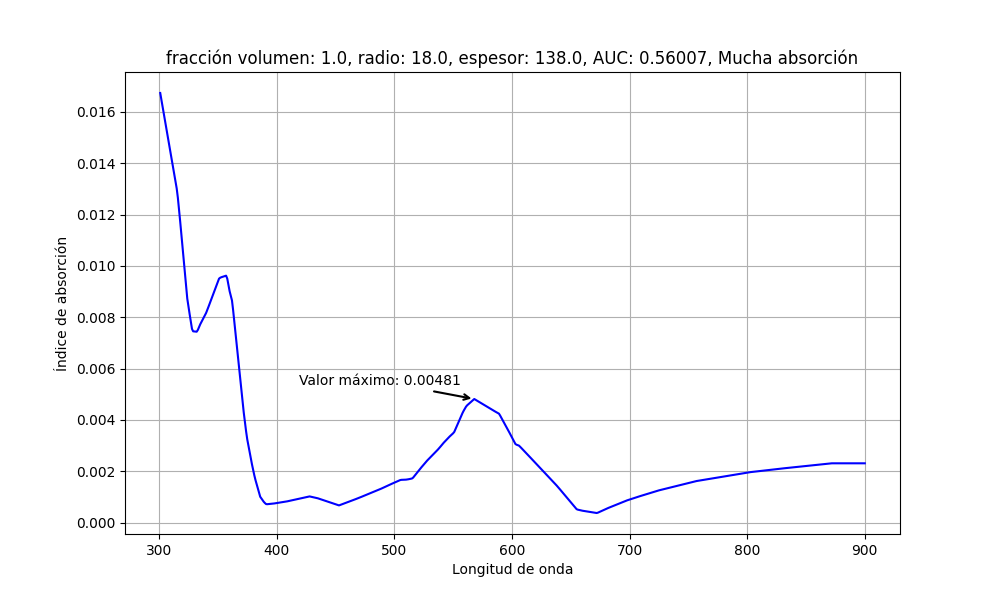 fracción volumen: 1.0, radio: 18.0, espesor: 138.0, AUC: 0.56007, Mucha absorción
Índice de absorción
0.016
0.014
0.012
0.010
0.008
0.006
0.004
0.002
0.000
Valor máximo: 0.00481
300 400 500 600 700 800 900
Longitud de onda